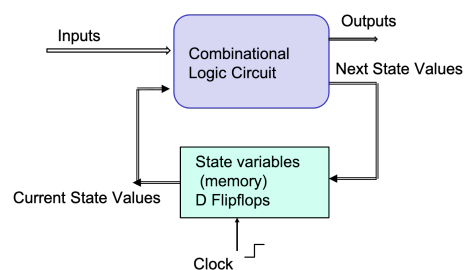 Inputs
Outputs
Combinational
Logic Circuit
Next State Values
State variables
(memory)
D Flipflops
Current State Values
Clock